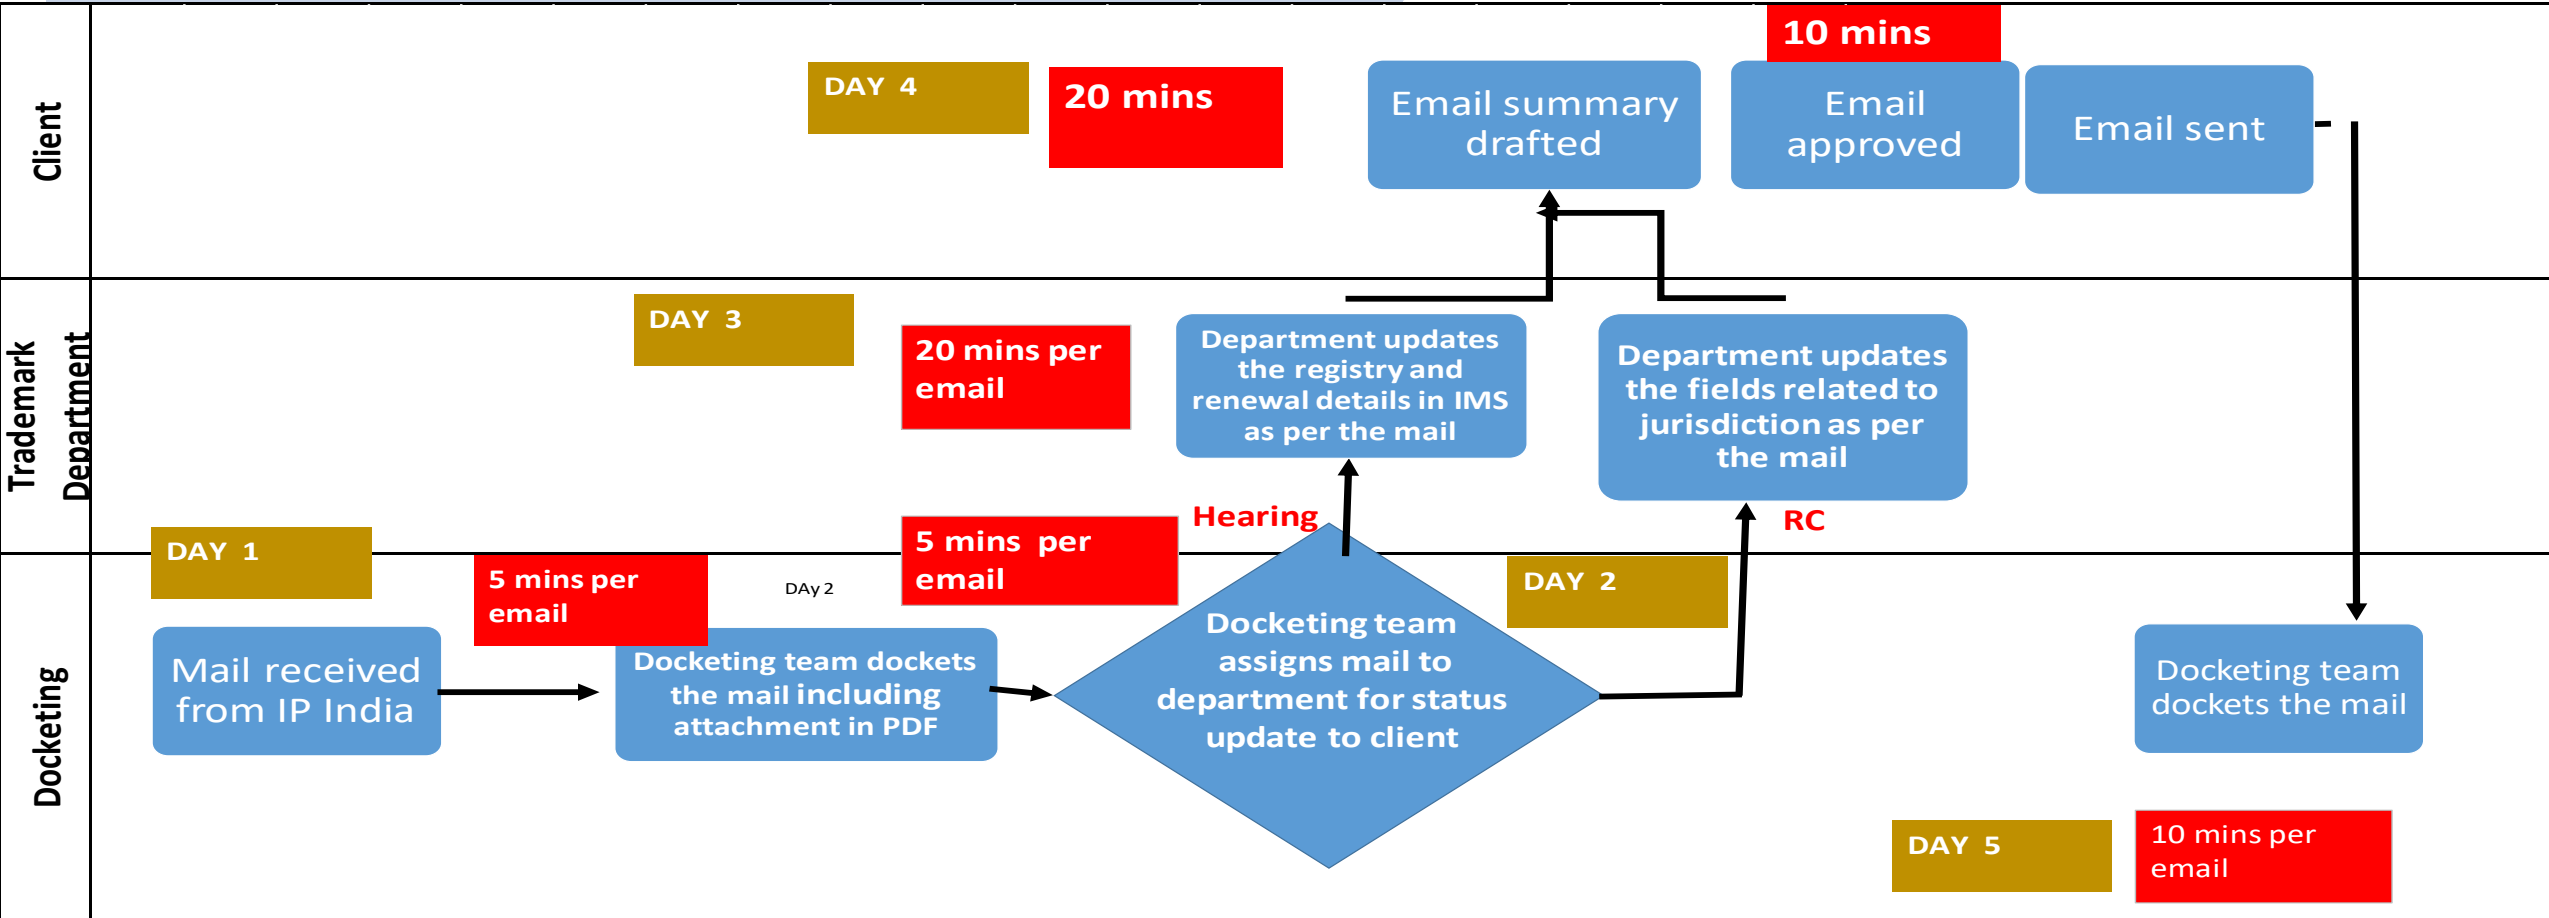 Client
DAY 4
20 mins
Email summary
drafted
10 mins
Email
approved
Email sent
Trademark
Department
DAY 3
20 mins per
email
Department updates
the registry and
renewal details in IMS
as per the mail
Department updates
the fields related to
jurisdiction as per
the mail
Hearing
RC
Docketing
DAY 1
5 mins per
email
DAy 2
5 mins per
email
DAY 2
Mail received
from IP India
Docketing team dockets
the mail including
attachment in PDF
Docketing team
assigns mail to
department for status
update to client
Docketing team
dockets the mail
DAY 5
10 mins per
email